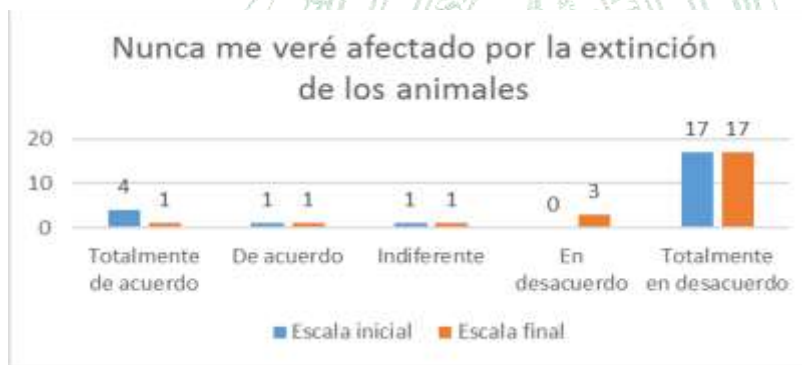 Nunca me veré afectado por la extinción
de los animales
20
10
0
4 1
1 1
1 1
0 3
17 17
Totalmente
de acuerdo
De acuerdo
Indiferente
En
desacuerdo
Totalmente
en desacuerdo
Escala inicial
Escala final